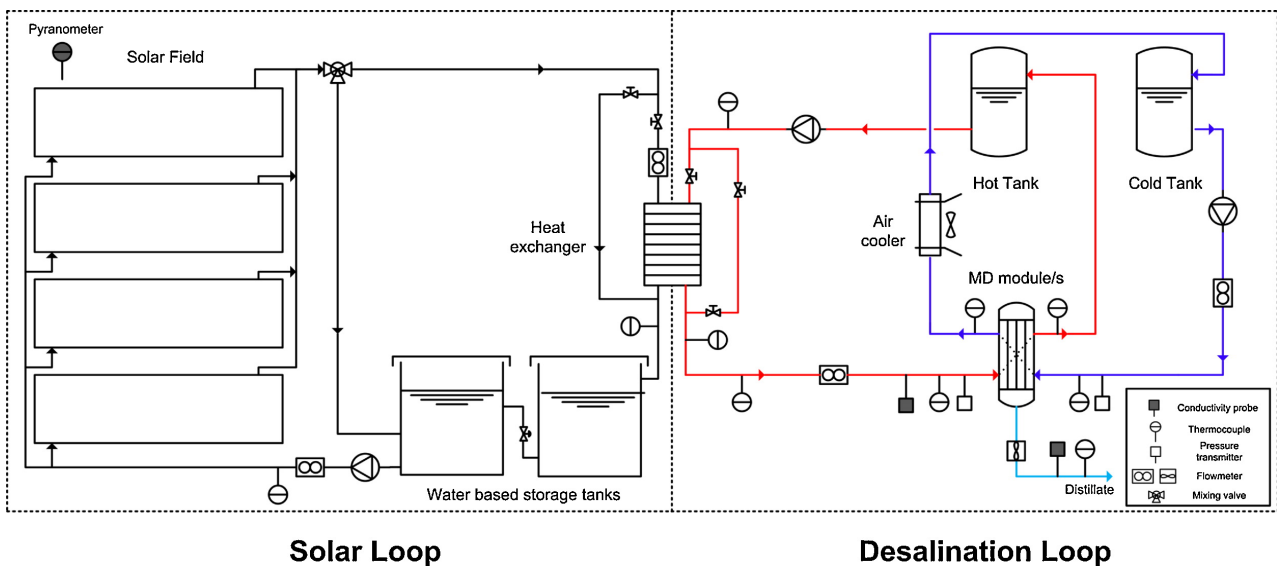 Pyranometer
Solar Field
Heat
exchanger
Water based storage tanks
Hot Tank
Cold Tank
Air
cooler
MD module/s
Distillate
Conductivity probe
Thermocouple
Pressure
transmitter
Flowmeter
Mixing valve
Solar Loop
Desalination Loop